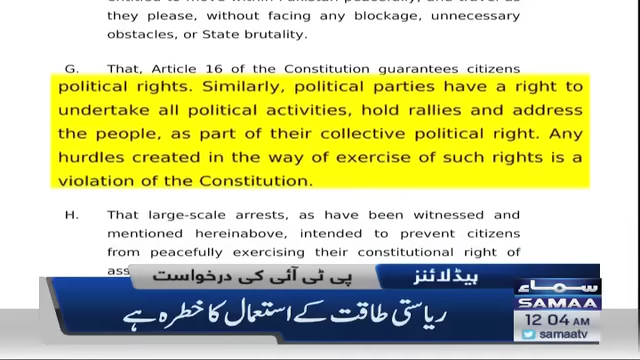 entitled to move within Pakistan peacefully, and travel as
they please, without facing any blockage, unnecessary
obstacles, or State brutality.
G. That, Article 16 of the Constitution guarantees citizens
political rights. Similarly, political parties have a right to
undertake all political activities, hold rallies and address
the people, as part of their collective political right. Any
hurdles created in the way of exercise of such rights is a
violation of the Constitution.
H. That large-scale arrests, as have been witnessed and
mentioned hereinabove, intended to prevent citizens
from peacefully exercising their constitutional right of
ہیڈلائنز
پی ٹی آئی کی درخواست
ریاستی طاقت کے استعمال کا خطرہ ہے
سماء
SAMAA
12 04 AM
samaatv